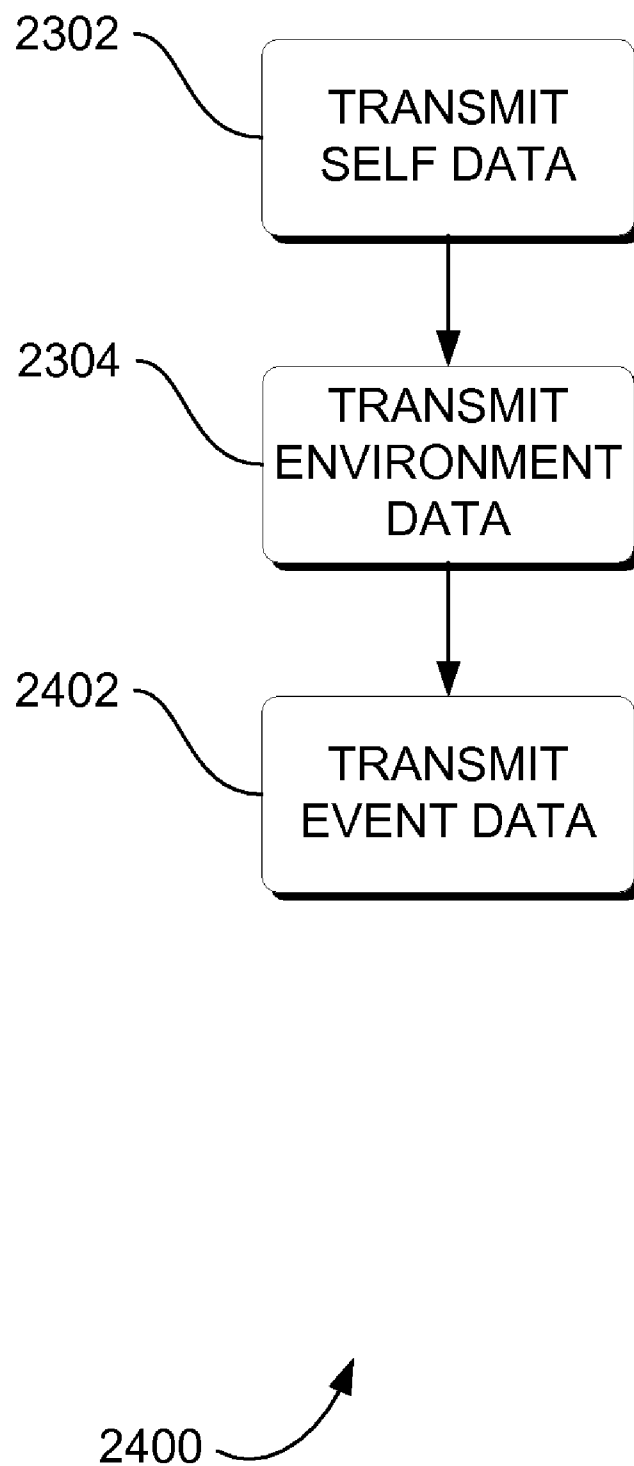 2302
TRANSMIT
SELF DATA
2304
TRANSMIT
ENVIRONMENT
DATA
2402
TRANSMIT
EVENT DATA
2400